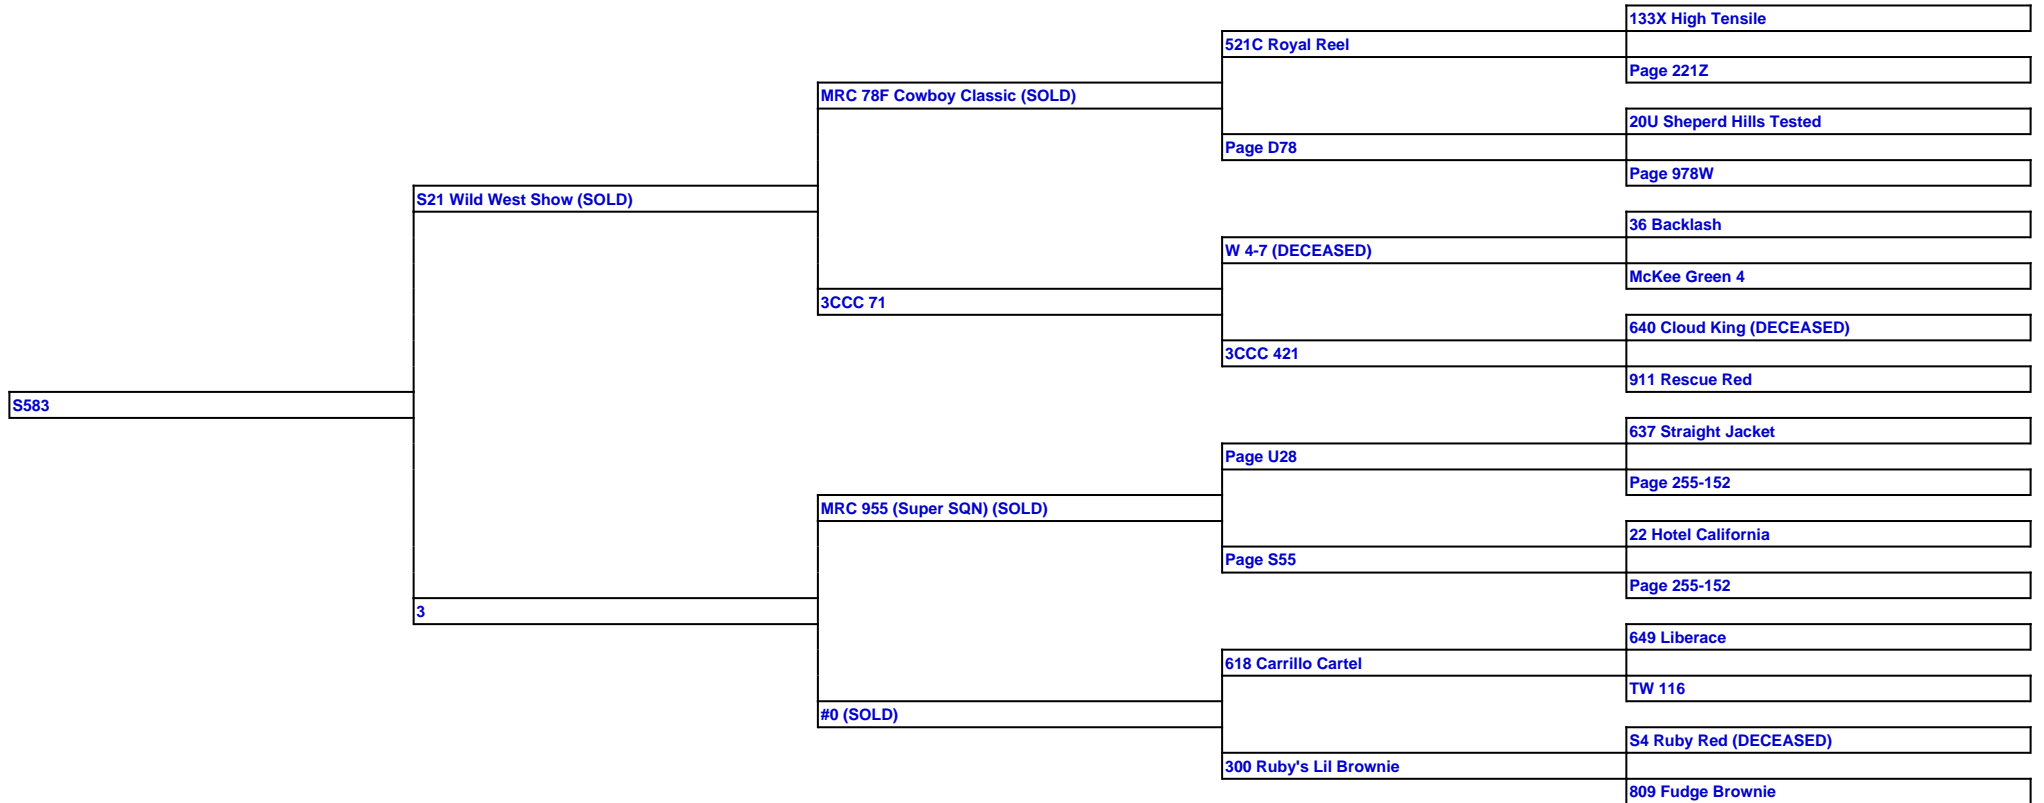 133X High Tensile
521C Royal Reel
Page 221Z
MRC 78F Cowboy Classic (SOLD)
20U Sheperd Hills Tested
Page D78
Page 978W
S21 Wild West Show (SOLD)
36 Backlash
W 4-7 (DECEASED)
McKee Green 4
3CCC 71
640 Cloud King (DECEASED)
3CCC 421
911 Rescue Red
S583
637 Straight Jacket
Page U28
Page 255-152
MRC 955 (Super SQN) (SOLD)
22 Hotel California
Page S55
Page 255-152
3
649 Liberace
618 Carrillo Cartel
TW 116
#0 (SOLD)
S4 Ruby Red (DECEASED)
300 Ruby's Lil Brownie
809 Fudge Brownie